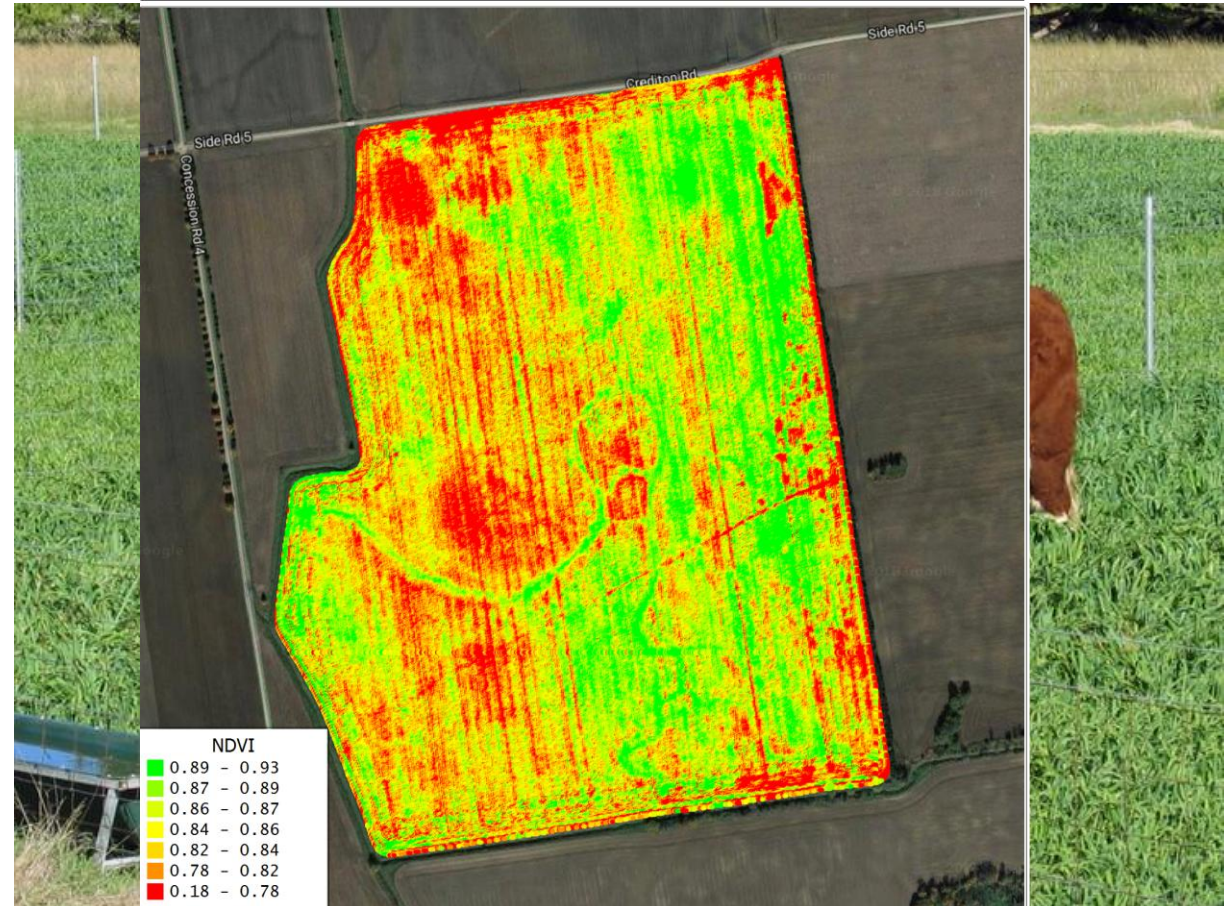 Side Rd 5
Crediton Rd
Side Rd 5
Concession Rd 4
NDVI
0.89 - 0.93
0.87 - 0.89
0.86 - 0.87
0.84 - 0.86
0.82 - 0.84
0.78 - 0.82
0.18 - 0.78